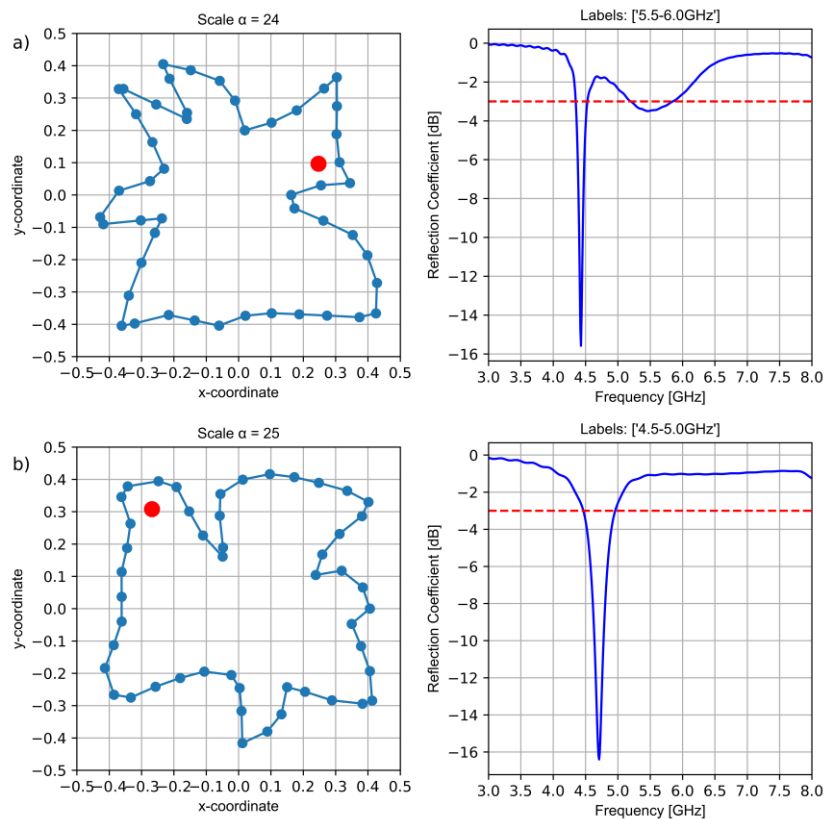 a)
Scale α = 24
0.5
0.4
0.3
0.2
0.1
0.0
−0.1
−0.2
−0.3
−0.4
−0.5
y-coordinate
−0.5−0.4−0.3−0.2−0.1 0.0 0.1 0.2 0.3 0.4 0.5
x-coordinate
Labels: ['5.5-6.0GHz']
0
−2
−4
−6
−8
−10
−12
−14
−16
Reflection Coefficient [dB]
3.0 3.5 4.0 4.5 5.0 5.5 6.0 6.5 7.0 7.5 8.0
Frequency [GHz]
b)
Scale α = 25
0.5
0.4
0.3
0.2
0.1
0.0
−0.1
−0.2
−0.3
−0.4
−0.5
y-coordinate
−0.5−0.4−0.3−0.2−0.1 0.0 0.1 0.2 0.3 0.4 0.5
x-coordinate
Labels: ['4.5-5.0GHz']
0
−2
−4
−6
−8
−10
−12
−14
−16
Reflection Coefficient [dB]
3.0 3.5 4.0 4.5 5.0 5.5 6.0 6.5 7.0 7.5 8.0
Frequency [GHz]